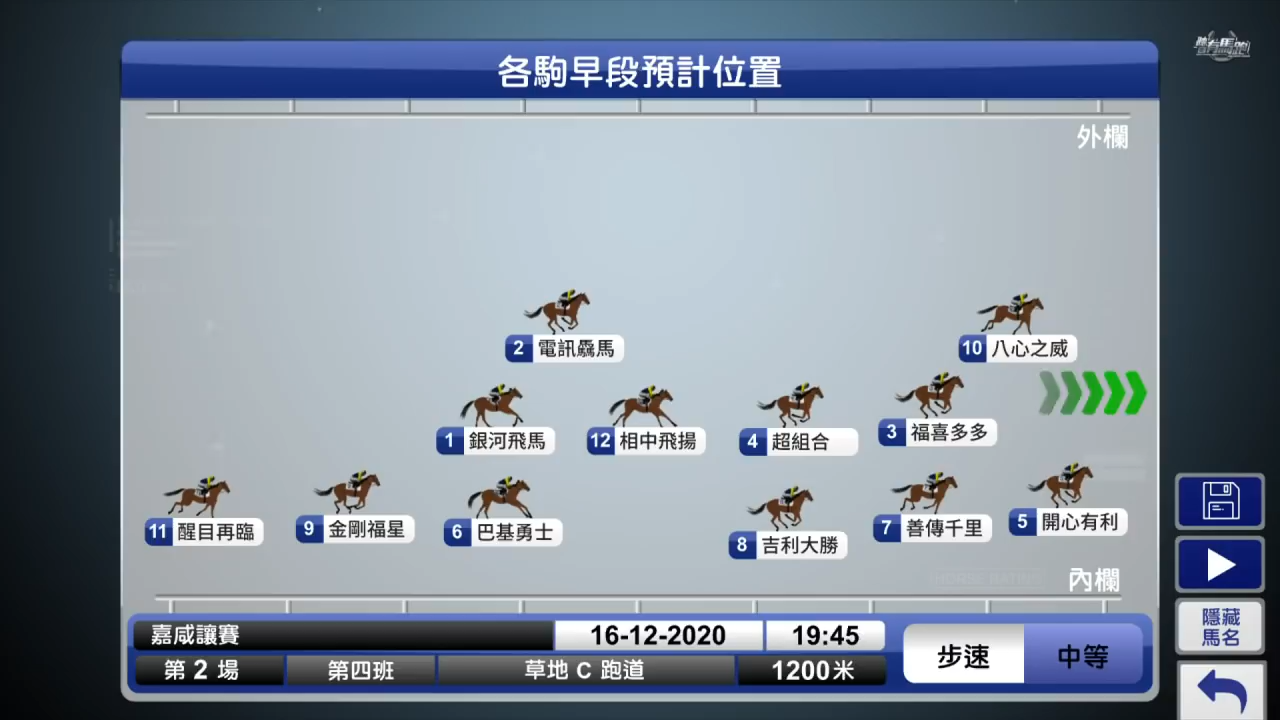 各駒早段預計位置
勝有馬跑
外欄
2 電訊驫馬
10 八心之威
1 銀河飛馬
12 相中飛揚
4 超組合
3 福喜多多
11 醒目再臨
9 金剛福星
6 巴基勇士
8 吉利大勝
7 善傳千里
5 開心有利
內欄
嘉咸讓賽
16-12-2020
19:45
第 2 場
第四班
草地 C 跑道
1200米
步速
中等
隱藏
馬名